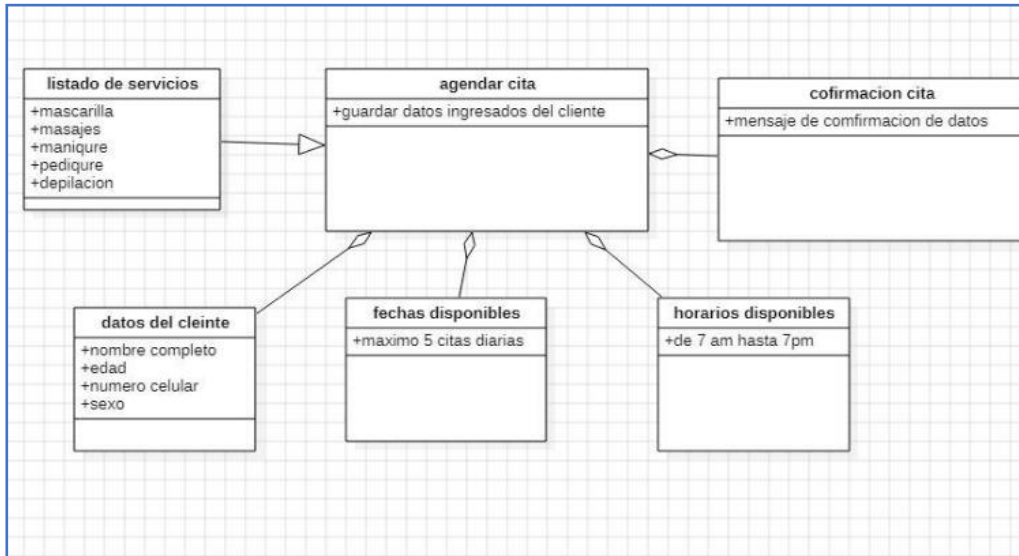 listado de servicios
+mascarilla
+masajes
+maniqure
+pediqure
+depilacion
agendar cita
+guardar datos ingresados del cliente
cofirmacion cita
+mensaje de comfirmacion de datos
datos del cleinte
+nombre completo
+edad
+numero celular
+sexo
fechas disponibles
+maximo 5 citas diarias
horarios disponibles
+de 7 am hasta 7pm